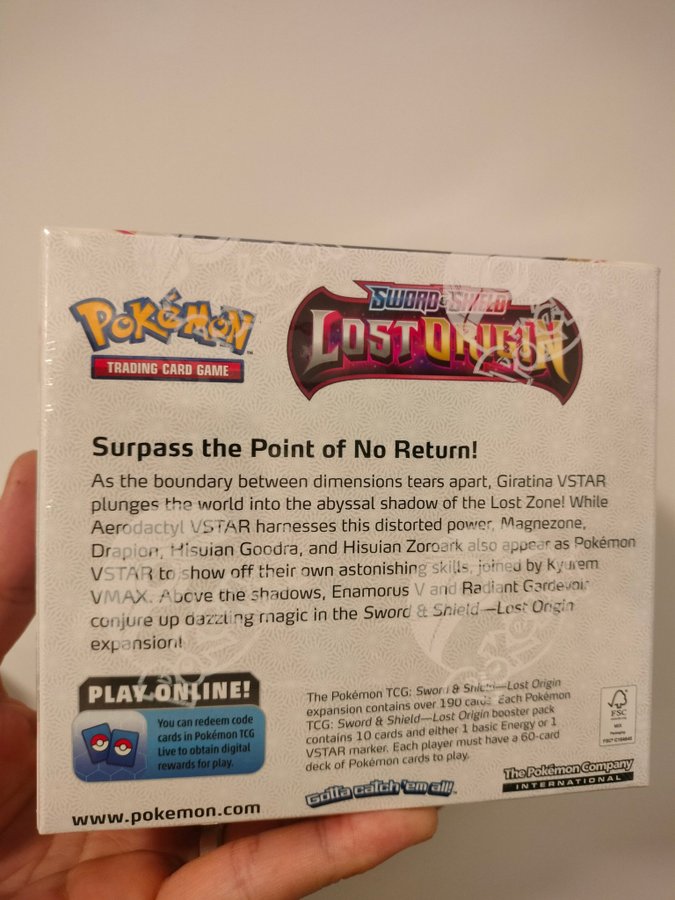 POKéMON
TRADING CARD GAME
SWORD & SHIELD
LOST ORIGIN
Surpass the Point of No Return!
As the boundary between dimensions tears apart, Giratina VSTAR
plunges the world into the abyssal shadow of the Lost Zone! While
Aerodactyl VSTAR harnesses this distorted power, Magnezone,
Drapion, Hisuian Goodra, and Hisuian Zoroark also appear as Pokémon
VSTAR to show off their own astonishing skills, joined by Kyurem
VMAX. Above the shadows, Enamorus V and Radiant Gardevoir
conjure up dazzling magic in the Sword & Shield—Lost Origin
expansion!
PLAY ONLINE!
You can redeem code
cards in Pokémon TCG
Live to obtain digital
rewards for play.
www.pokemon.com
The Pokémon TCG: Sword & Shield—Lost Origin
expansion contains over 190 cards. Each Pokémon
TCG: Sword & Shield—Lost Origin booster pack
contains 10 cards and either 1 basic Energy or 1
VSTAR marker. Each player must have a 60-card
deck of Pokémon cards to play.
Gotta catch 'em all!
FSC
MIX
Packaging
The Pokémon Company
INTERNATIONAL